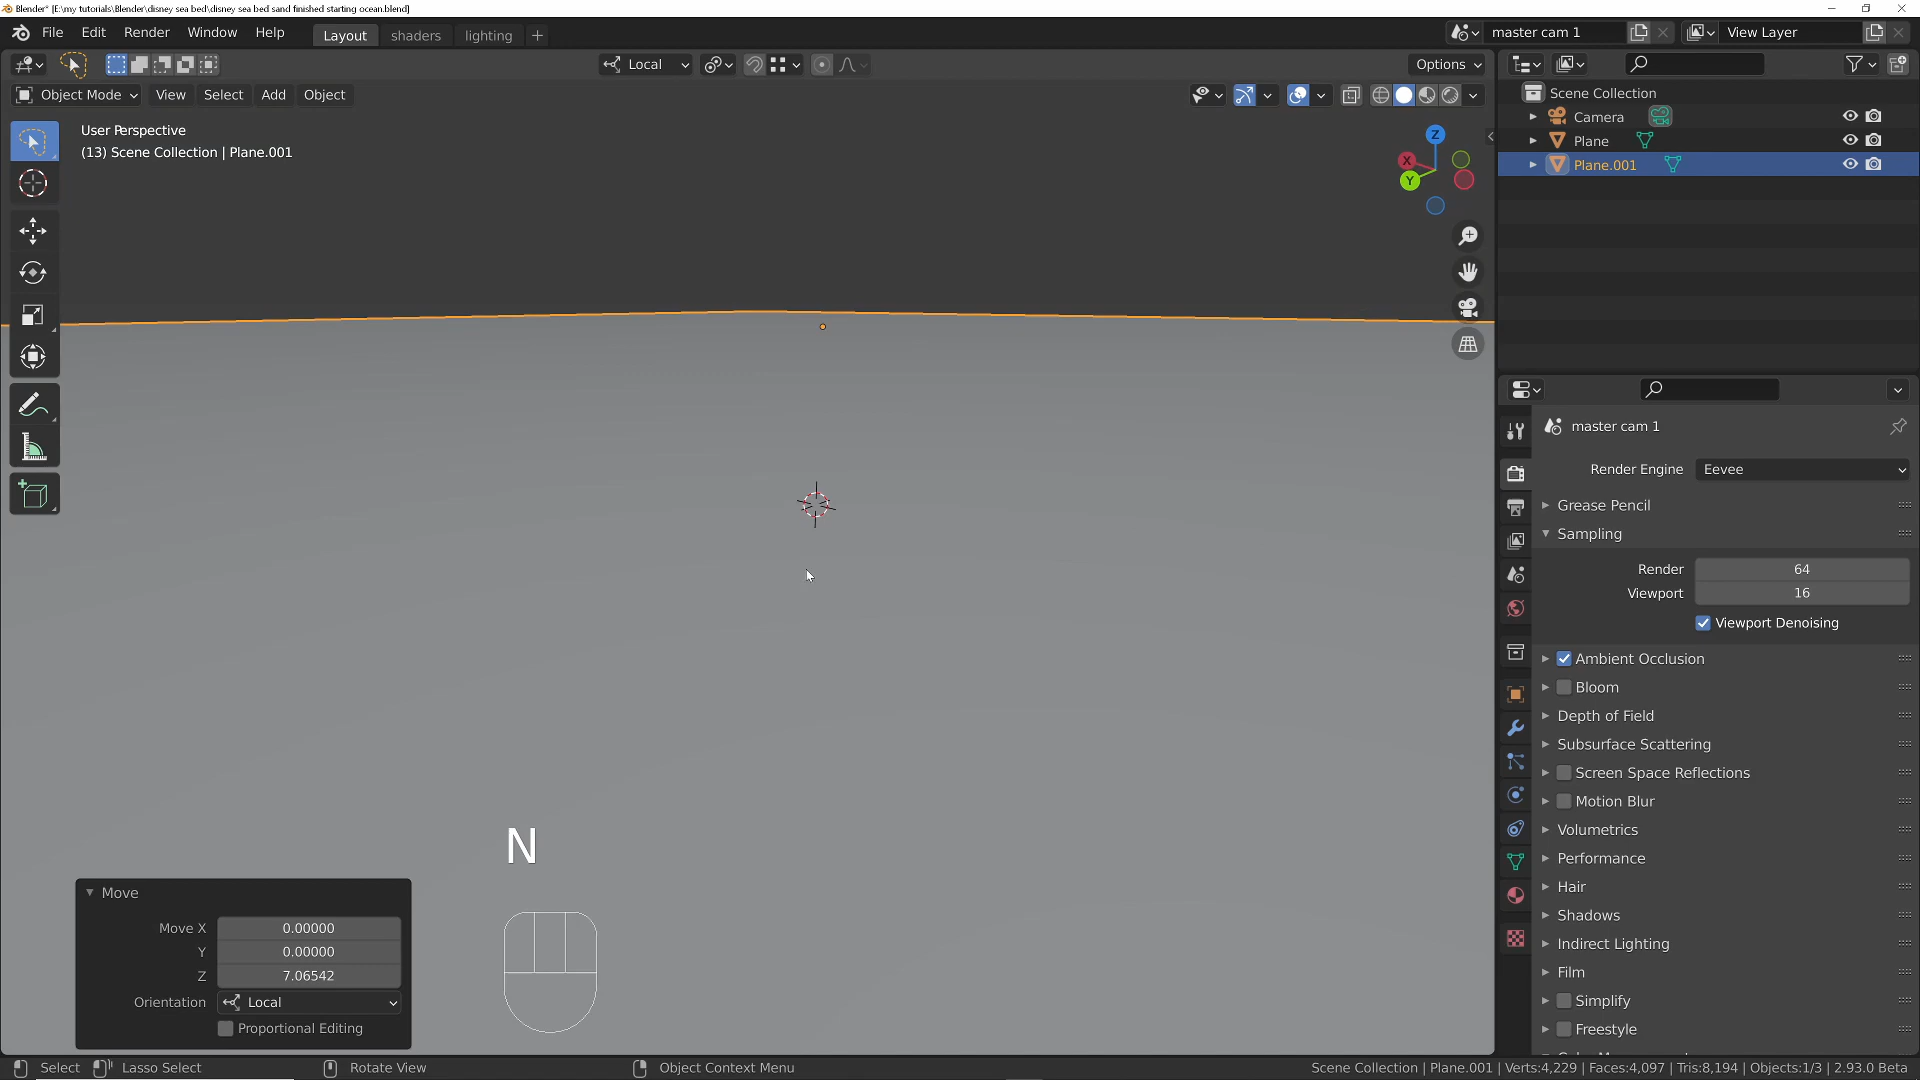 Blender* [E:\my tutorials\Blender\disney sea bed\disney sea bed sand finished starting ocean.blend]
File Edit Render Window Help
Layout shaders lighting +
master cam 1
View Layer
Local
Options
Object Mode View Select Add Object
User Perspective
(13) Scene Collection | Plane.001
Z
X
Y
Scene Collection
Camera
Plane
Plane.001
master cam 1
Render Engine Eevee
Grease Pencil
Sampling
Render 64
Viewport 16
Viewport Denoising
Ambient Occlusion
Bloom
Depth of Field
Subsurface Scattering
Screen Space Reflections
Motion Blur
Volumetrics
Performance
Hair
Shadows
Indirect Lighting
Film
Simplify
Freestyle
N
Move
Move X 0.00000
Y 0.00000
Z 7.06542
Orientation Local
Proportional Editing
Select Lasso Select Rotate View Object Context Menu
Scene Collection | Plane.001 | Verts:4,229 | Faces:4,097 | Tris:8,194 | Objects:1/3 | 2.93.0 Beta